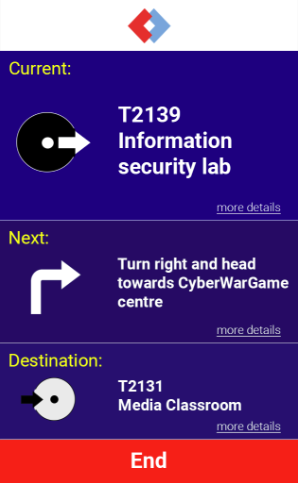 Current:
T2139
Information
security lab
more details
Next:
Turn right and head
towards CyberWarGame
centre
more details
Destination:
T2131
Media Classroom
more details
End